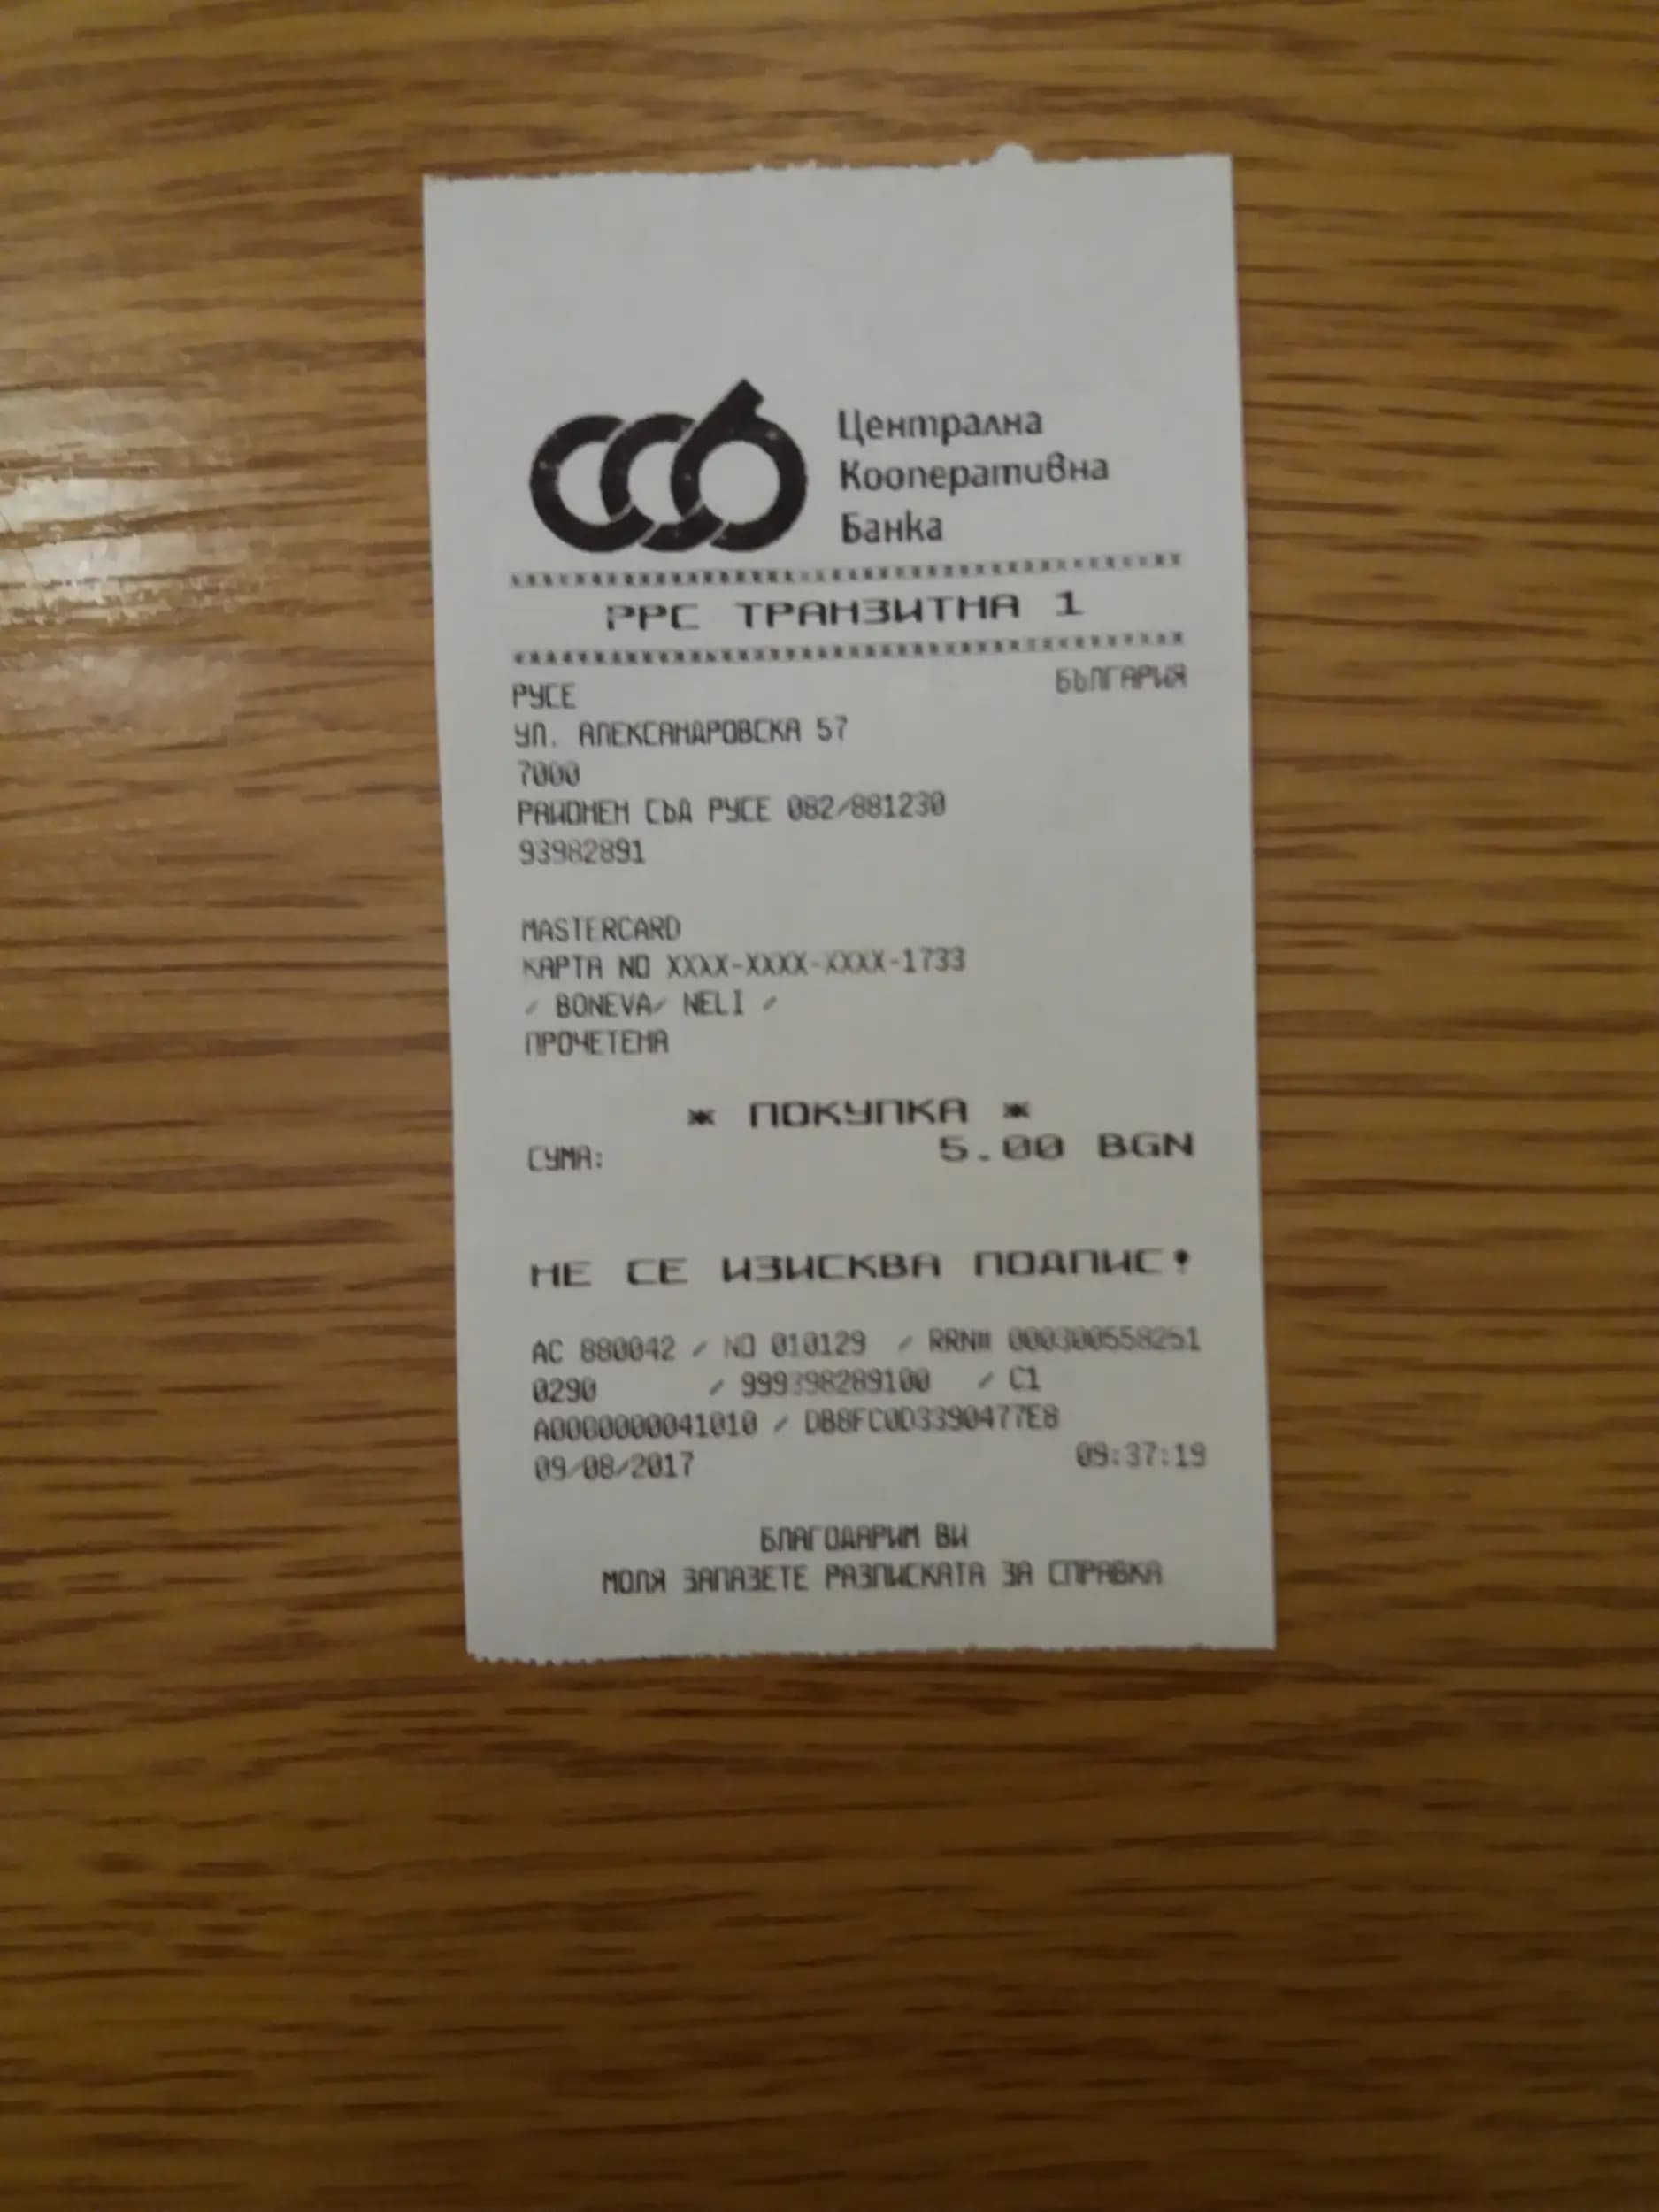 ccb Централна
Кооперативна
Банка
РРС ТРАНЗИТНА 1
РУСЕ БЪЛГАРИЯ
УЛ. АЛЕКСАНДРОВСКА 57
7000
РАЙОНЕН СЪД РУСЕ 082/881230
93982891
MASTERCARD
КАРТА NO XXXX-XXXX-XXXX-1733
/ BONEVA/ NELI /
ПРОЧЕТЕНА
* ПОКУПКА *
СУМА: 5.00 BGN
НЕ СЕ ИЗИСКВА ПОДПИС!
AC 880042 / NO 010129 / RRN# 000300558251
0290 / 999398289100 / C1
A0000000041010 / DB8FC0D3390477E8
09/08/2017 09:37:19
БЛАГОДАРИМ ВИ
МОЛЯ ЗАПАЗЕТЕ РАЗПИСКАТА ЗА СПРАВКА